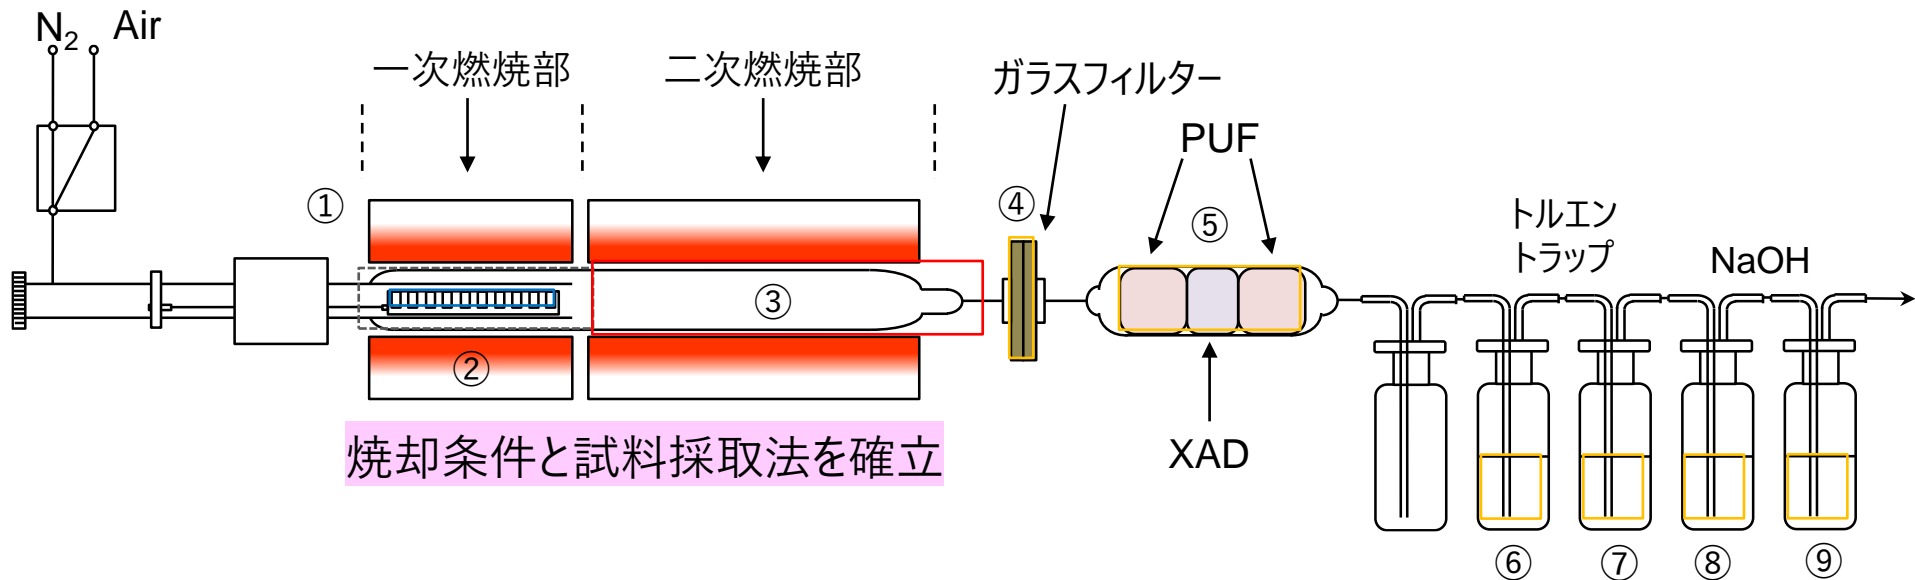 N2 Air
一次燃焼部
二次燃焼部
ガラスフィルター
PUF
①
④
⑤
トルエン
トラップ
NaOH
③
②
焼却条件と試料採取法を確立
XAD
⑥
⑦
⑧
⑨